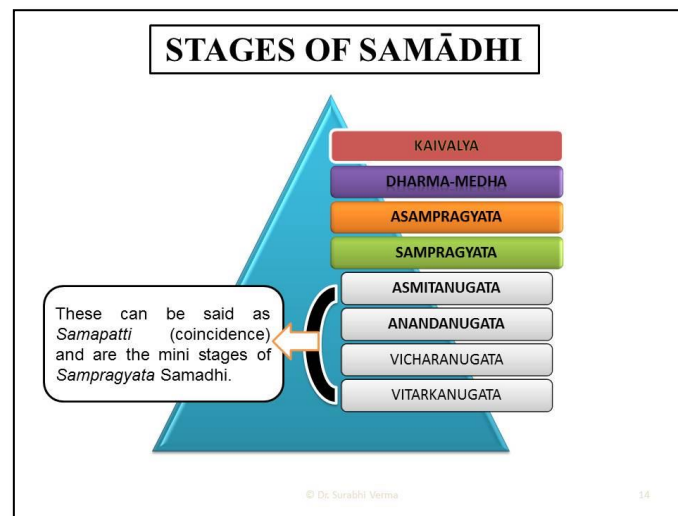 STAGES OF SAMĀDHI
KAIVALYA
DHARMA-MEDHA
ASAMPRAGYATA
SAMPRAGYATA
ASMITANUGATA
ANANDANUGATA
VICHARANUGATA
VITARKANUGATA
These can be said as
Samapatti (coincidence)
and are the mini stages of
Sampragyata Samadhi.
© Dr. Surabhi Verma
14